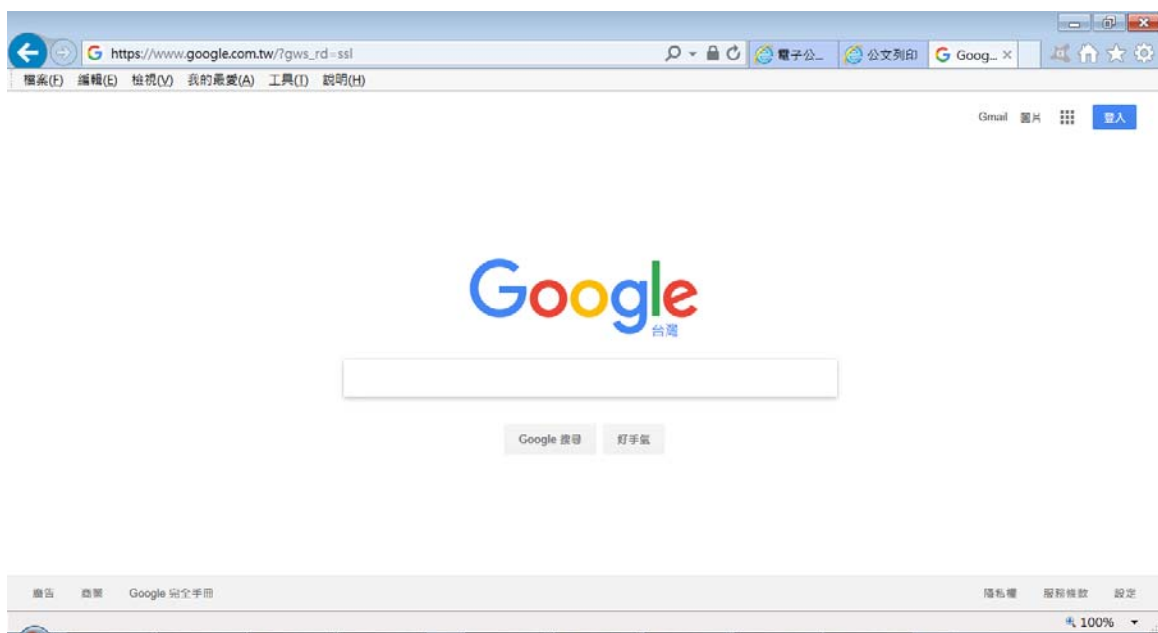 https://www.google.com.tw/?gws_rd=ssl 電子公... 公文列印 Goog...
檔案(F) 編輯(E) 檢視(V) 我的最愛(A) 工具(T) 說明(H)
Gmail 圖片 登入
Google
台灣
Google 搜尋 好手氣
廣告 商業 Google 完全手冊 隱私權 服務條款 設定
100%